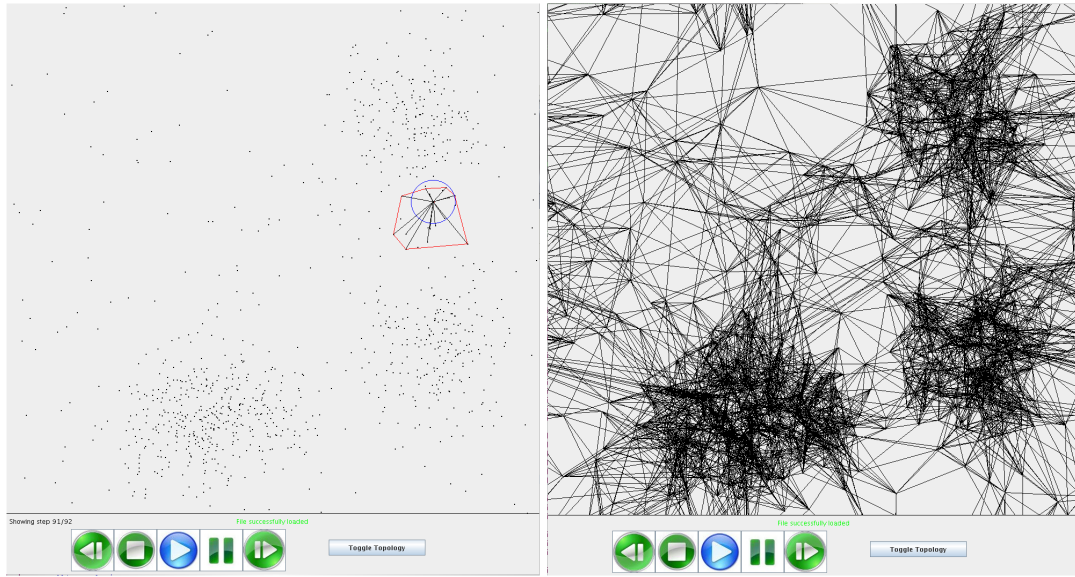 Showing step 91/92
File successfully loaded
Toggle Topology
File successfully loaded
Toggle Topology